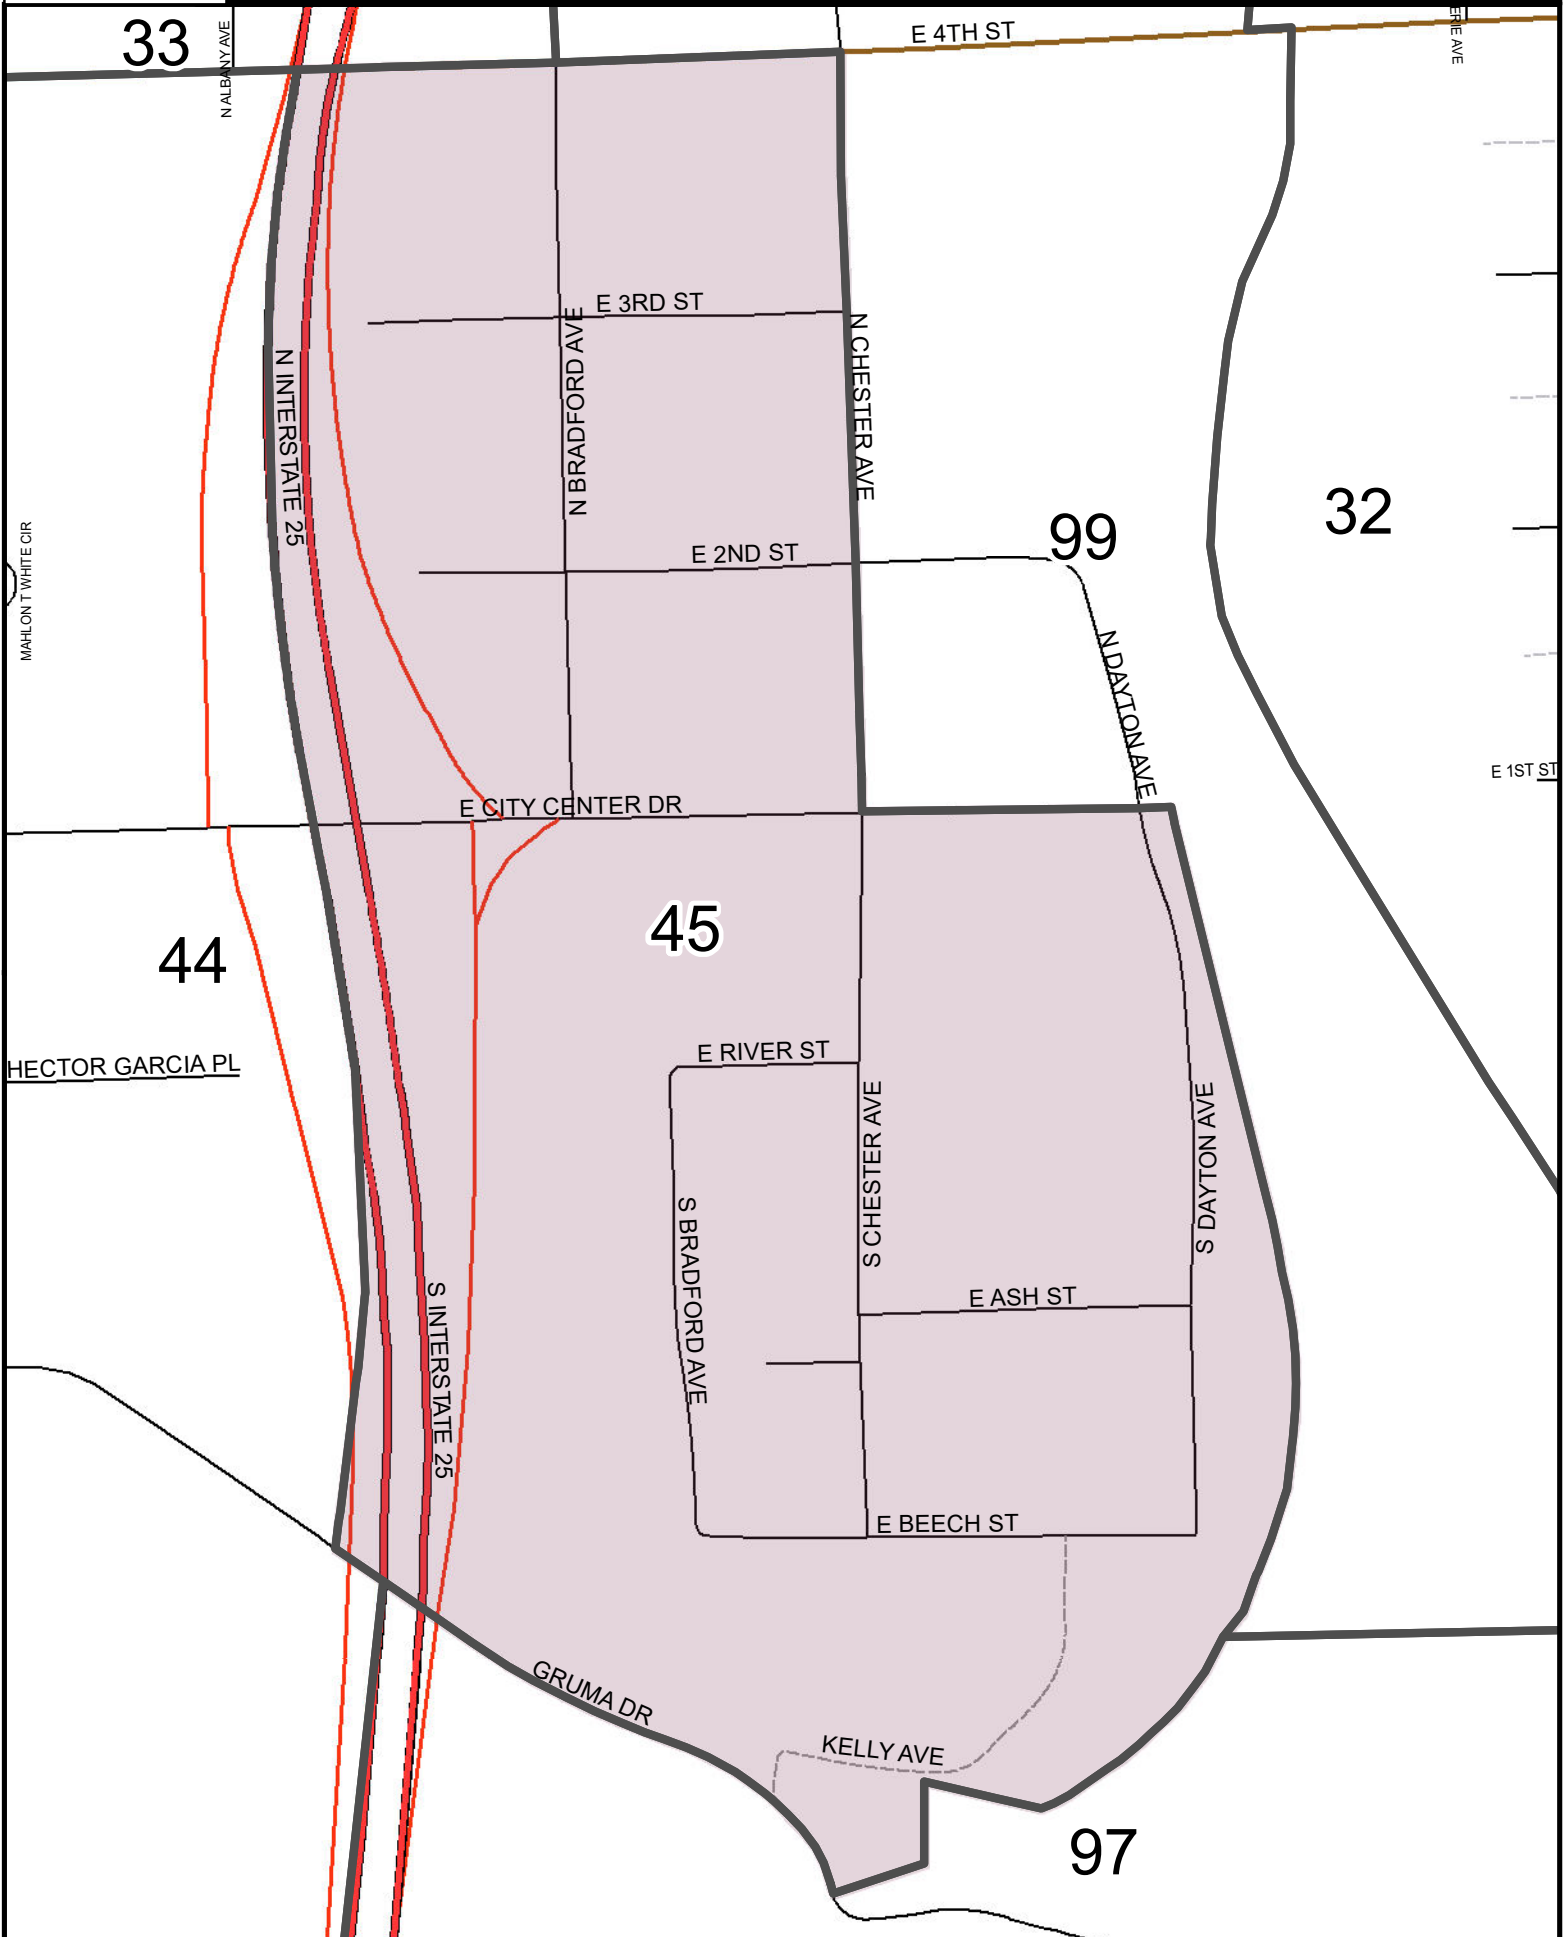 33
N ALBANY AVE
E 4TH ST
ERIE AVE
E 3RD ST
N INTERSTATE 25
N BRADFORD AVE
N CHESTER AVE
99
32
MAHLON T WHITE CIR
E 2ND ST
N DAYTON AVE
E 1ST ST
E CITY CENTER DR
44
45
HECTOR GARCIA PL
E RIVER ST
S CHESTER AVE
S DAYTON AVE
S BRADFORD AVE
S INTERSTATE 25
E ASH ST
E BEECH ST
GRUMA DR
KELLY AVE
97